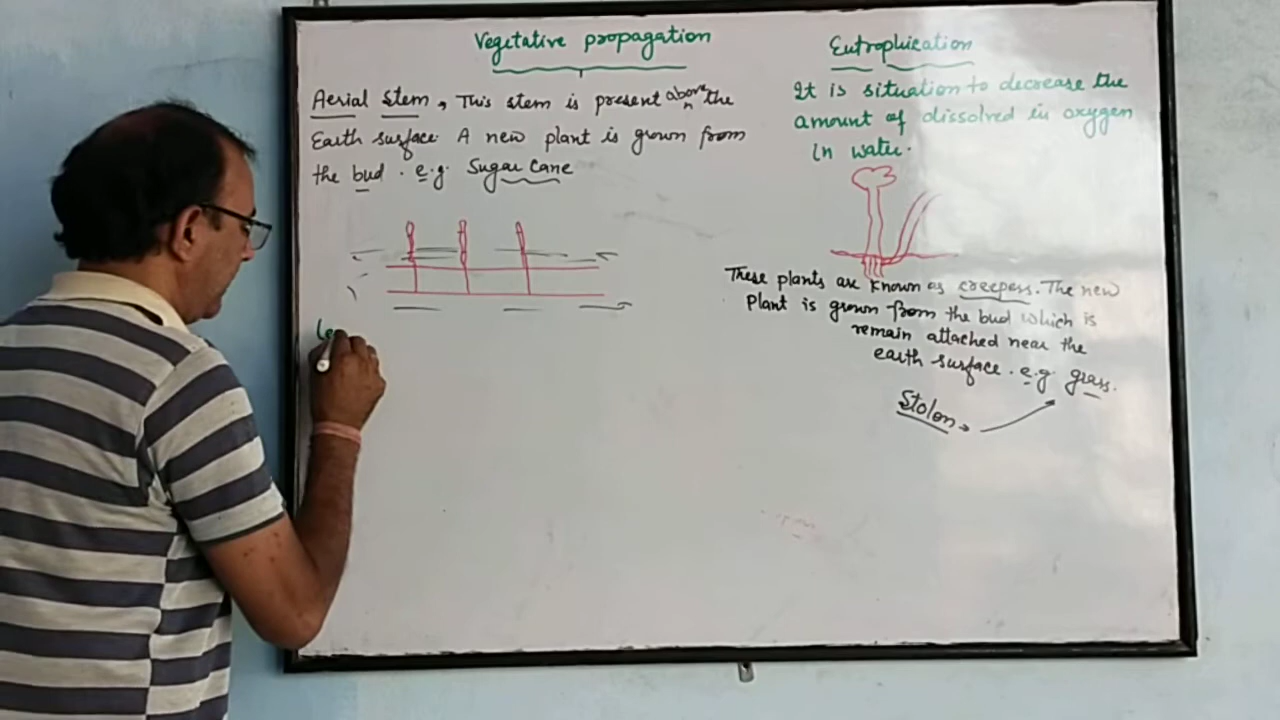 Vegetative propagation
Aerial Stem, This stem is present above the
Earth surface. A new plant is grown from
the bud. e.g. Sugar Cane
Le
Eutrophication
It is situation to decrease the
amount of dissolved in oxygen
in water.
These plants are known as creepers. The new
Plant is grown from the bud which is
remain attached near the
earth surface. e.g. grass.
Stolon